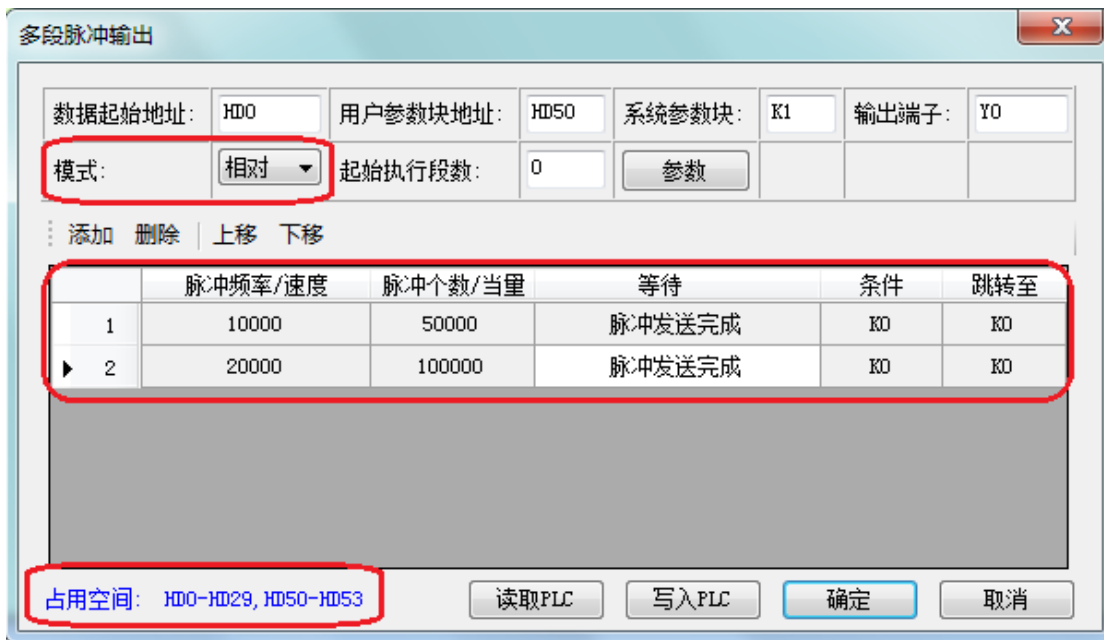 多段脉冲输出
数据起始地址: HD0 用户参数块地址: HD50 系统参数块: K1 输出端子: Y0
模式: 相对 起始执行段数: 0 参数
添加 删除 上移 下移
脉冲频率/速度 脉冲个数/当量 等待 条件 跳转至
1 10000 50000 脉冲发送完成 K0 K0
2 20000 100000 脉冲发送完成 K0 K0
占用空间: HD0-HD29,HD50-HD53 读取PLC 写入PLC 确定 取消